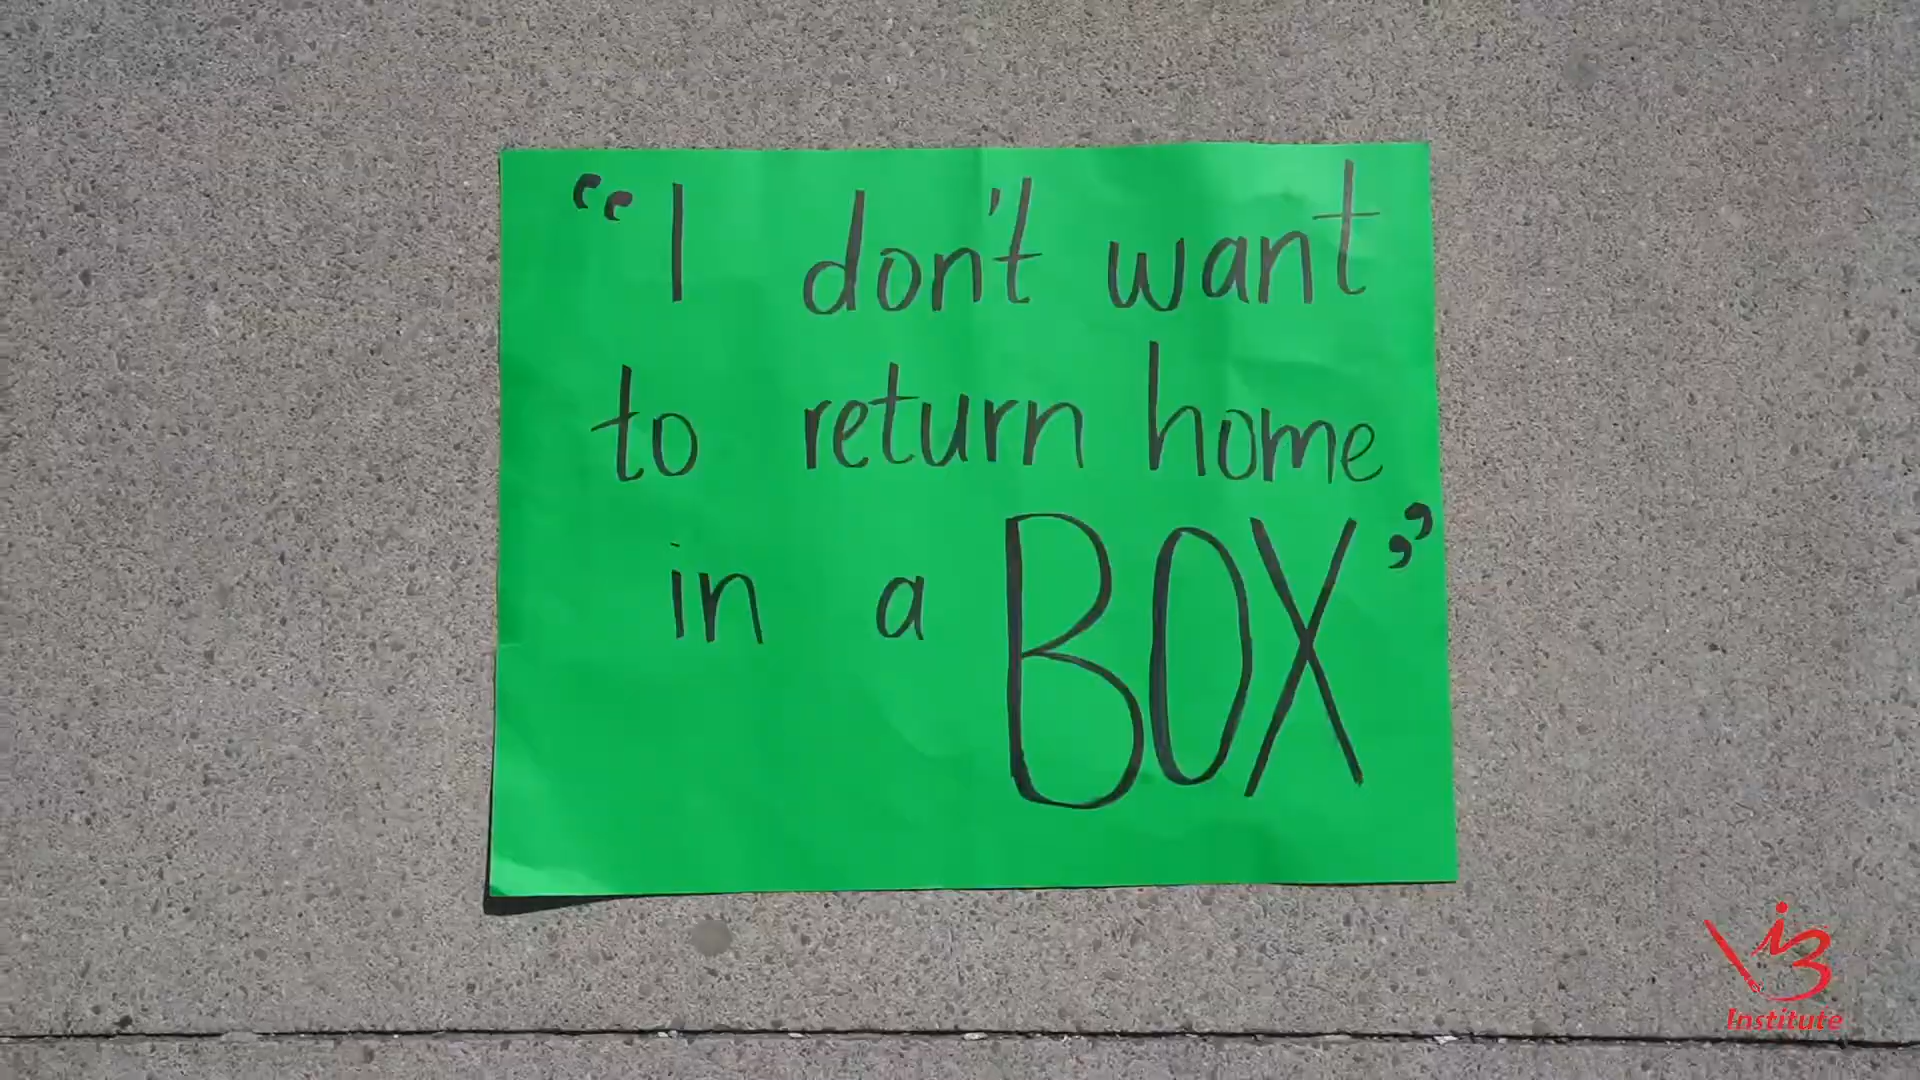 “I don't want
to return home
in a BOX”
Institute